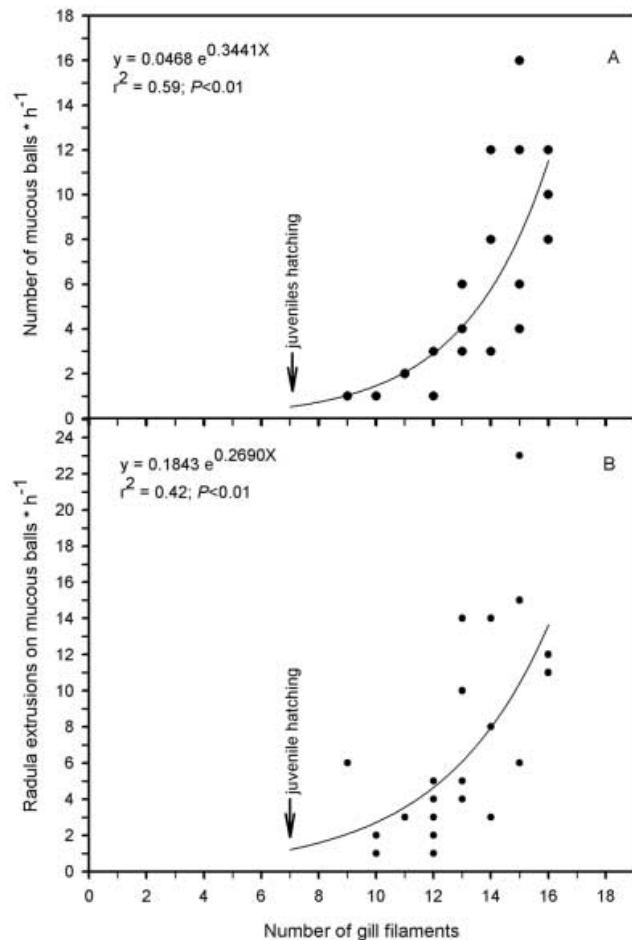 18
16
14
12
10
8
6
4
2
0
Number of mucous balls * h⁻¹
y = 0.0468 e^0.3441X
r² = 0.59; P<0.01
A
juveniles hatching
24
22
20
18
16
14
12
10
8
6
4
2
0
Radula extrusions on mucous balls * h⁻¹
y = 0.1843 e^0.2690X
r² = 0.42; P<0.01
B
juvenile hatching
0 2 4 6 8 10 12 14 16 18
Number of gill filaments